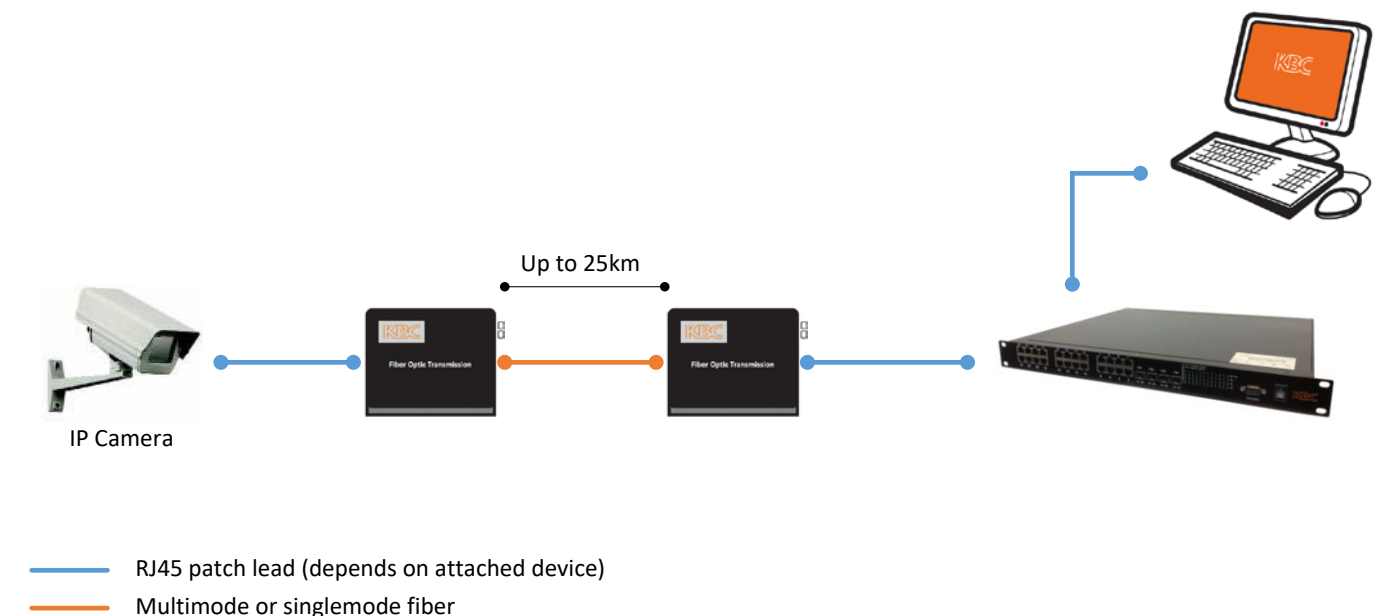 KBC
Up to 25km
KBC
Fiber Optic Transmission
KBC
Fiber Optic Transmission
IP Camera
RJ45 patch lead (depends on attached device)
Multimode or singlemode fiber